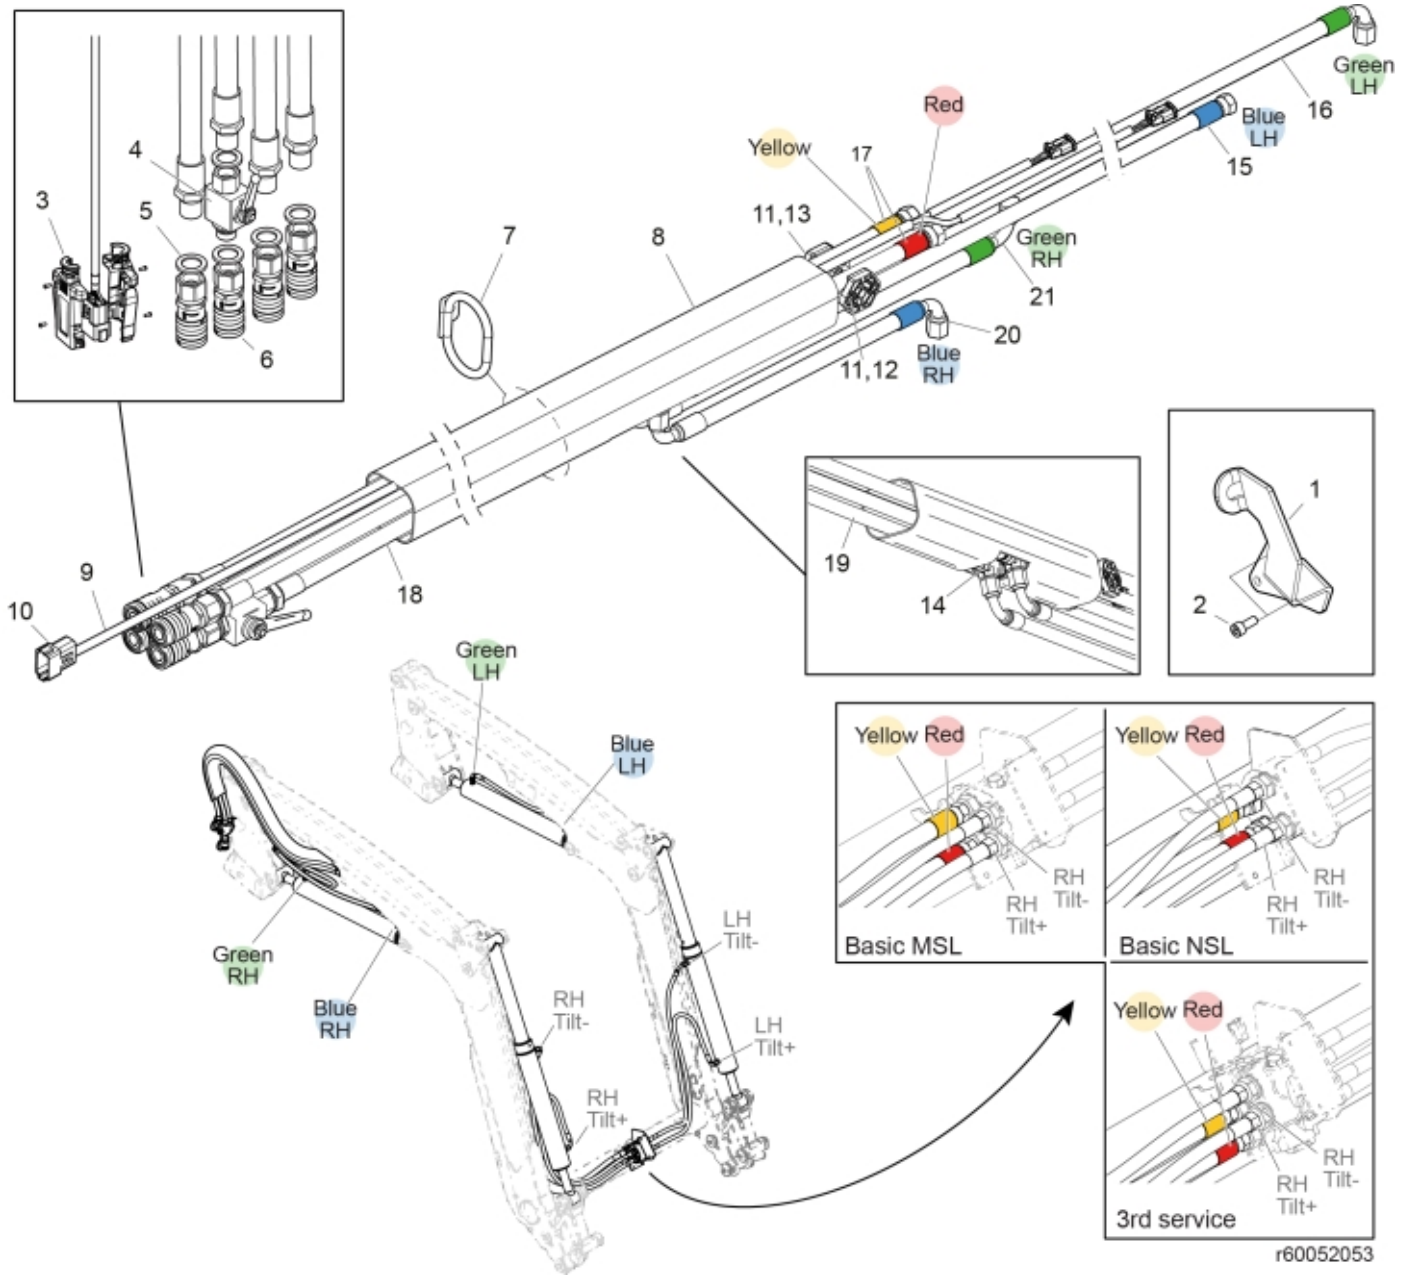 Green
LH
16
Red
Blue
LH
15
Yellow
17
4
3
5
7
8
11,13
Green
RH
21
6
20
11,12
Blue
RH
1
19
9
18
14
2
10
Green
LH
Blue
LH
Yellow Red
Yellow Red
RH
Tilt-
RH
Tilt+
Basic MSL
RH
Tilt-
RH
Tilt+
Basic NSL
LH
Tilt-
Green
RH
Blue
RH
RH
Tilt-
LH
Tilt+
RH
Tilt+
Yellow Red
RH
Tilt-
RH
Tilt+
3rd service
r60052053